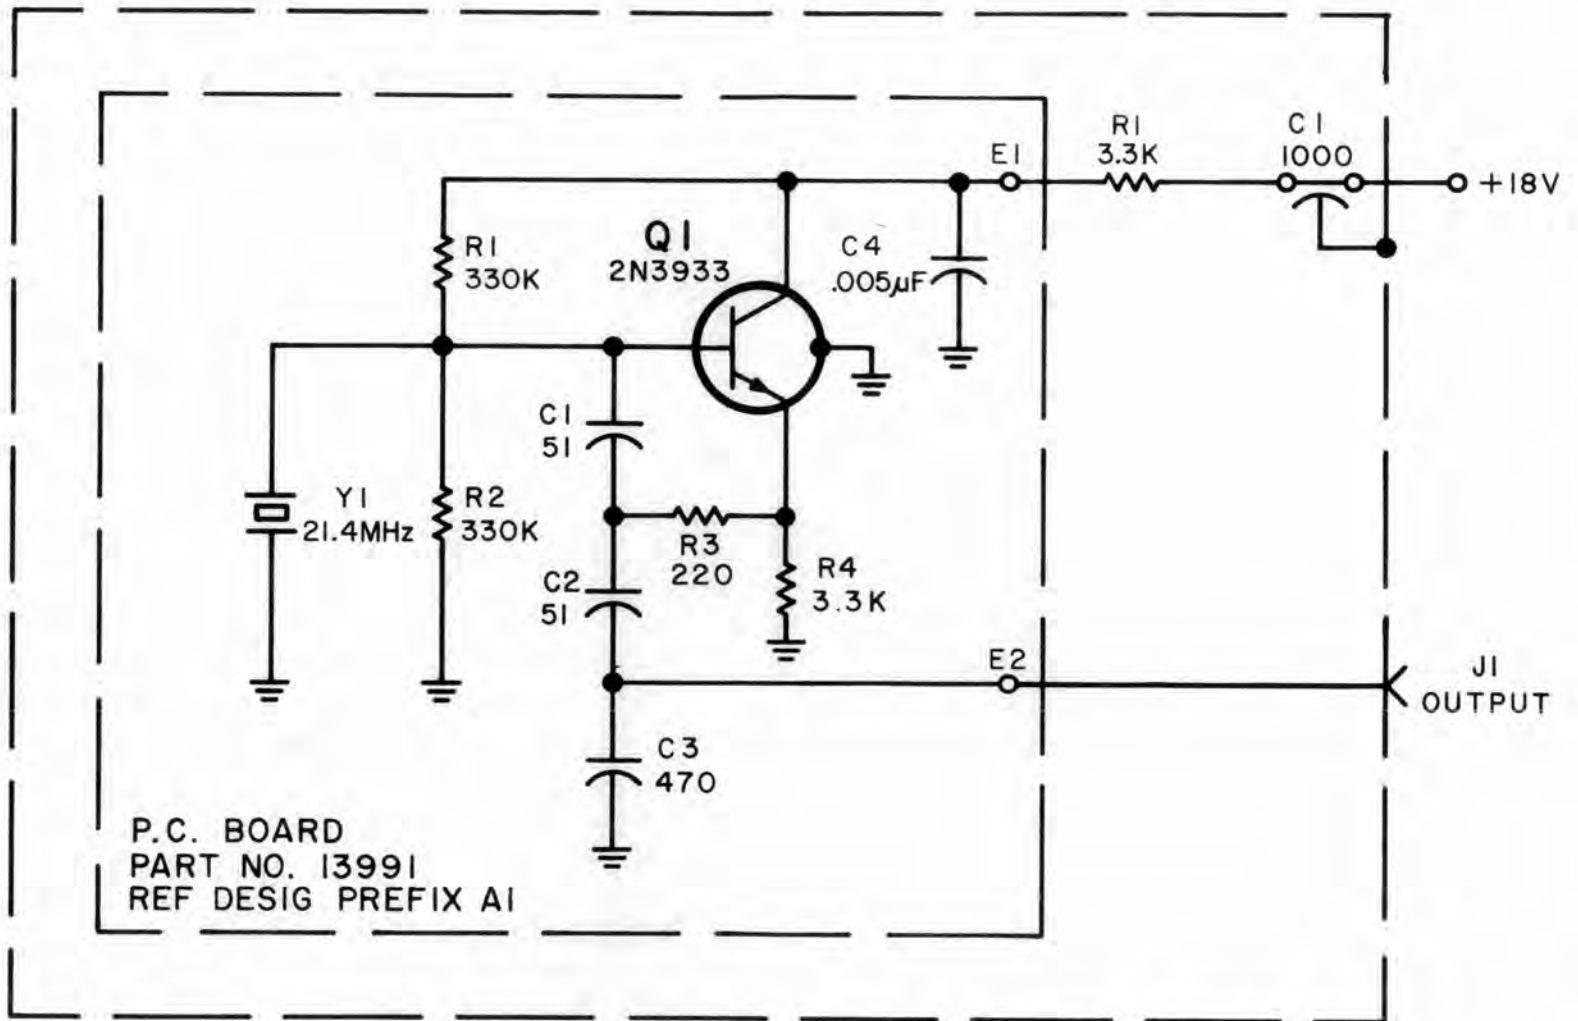 E1
R1
3.3K
C1
1000
+18V
R1
330K
Q1
2N3933
C4
.005µF
C1
51
Y1
21.4MHz
R2
330K
R3
220
C2
51
R4
3.3K
E2
J1
OUTPUT
C3
470
P.C. BOARD
PART NO. 13991
REF DESIG PREFIX A1